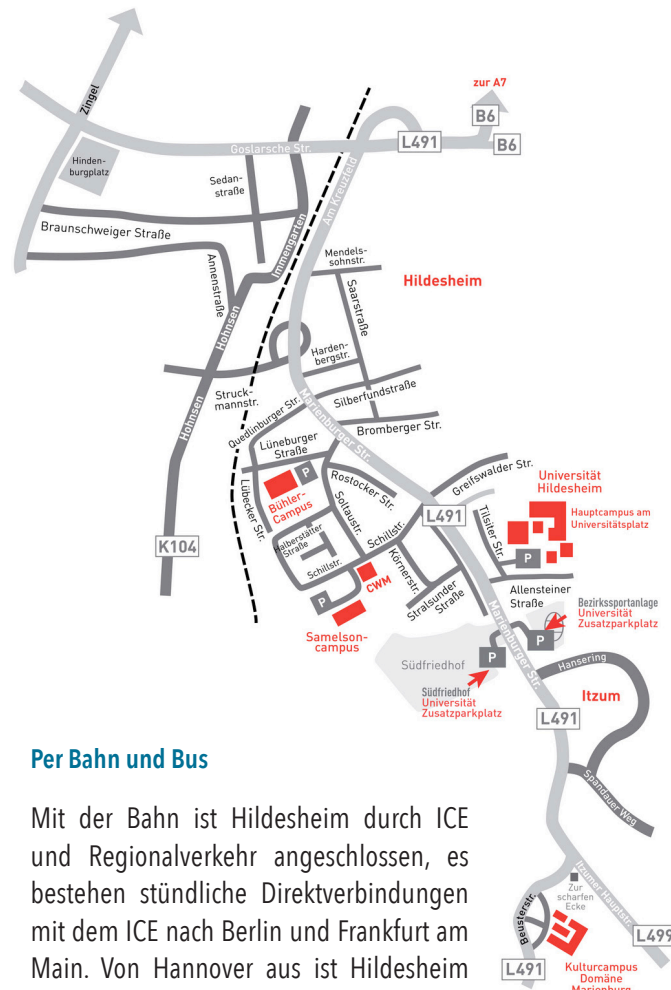 zur A7
Zingel
B6
L491
B6
Goslarsche Str.
Hinden-
burgplatz
Sedan-
straße
Am Kreuzfeld
Braunschweiger Straße
Immengarten
Mendels-
sohnstr.
Hildesheim
Annenstraße
Hohnsen
Saarstraße
Harden-
bergstr.
Struck-
mannstr.
Silberfundstraße
Quedlinburger Str.
Marienburger Str.
Hohnsen
Bromberger Str.
Lüneburger
Straße
Greifswalder Str.
Universität
Hildesheim
P
Rostocker Str.
Bühler-
Campus
Lübecker Str.
Soltaustr.
Hauptcampus am
Universitätsplatz
L491
Tilsiter Str.
K104
Halberstätter
Straße
Schillstr.
P
Schillstr.
CWM
Körnerstr.
Allensteiner
Straße
P
Stralsunder
Straße
Bezirkssportanlage
Universität
Zusatzparkplatz
Samelson-
campus
Marienburger Str.
P
P
Südfriedhof
Hansering
Südfriedhof
Universität
Zusatzparkplatz
Itzum
L491
Per Bahn und Bus
Spandauer Weg
Mit der Bahn ist Hildesheim durch ICE
und Regionalverkehr angeschlossen, es
bestehen stündliche Direktverbindungen
mit dem ICE nach Berlin und Frankfurt am
Main. Von Hannover aus ist Hildesheim
Itzumer Hauptstr.
Zur
scharfen
Ecke
Beusterstr.
L499
L491
Kulturcampus
Domäne
Marienburg